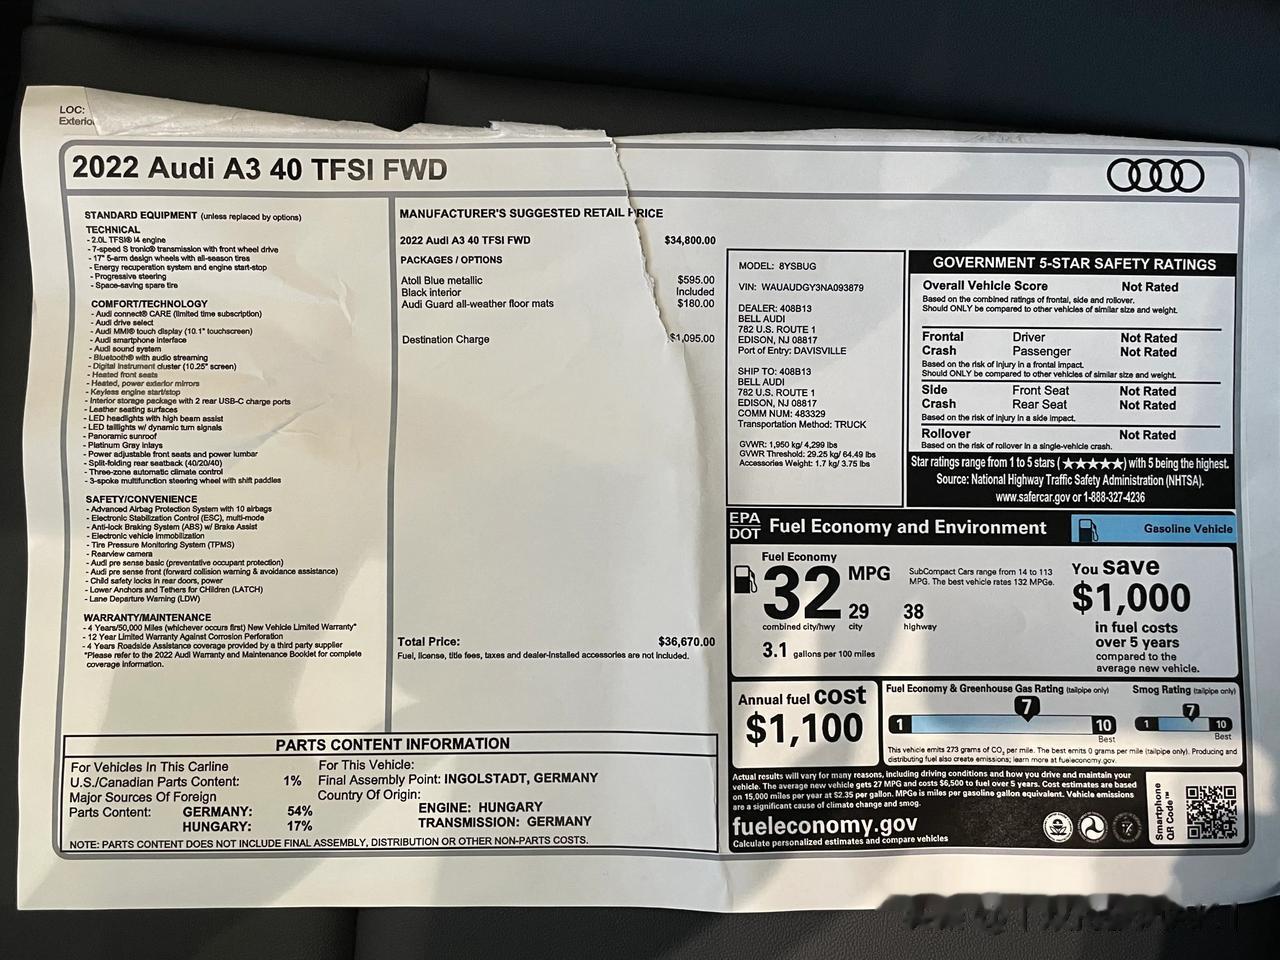 LOC:
Exterio
2022 Audi A3 40 TFSI FWD
STANDARD EQUIPMENT (unless replaced by options)
TECHNICAL
- 2.0L TFSI® I4 engine
- 7-speed S tronic® transmission with front wheel drive
- 17" 5-arm design wheels with all-season tires
- Energy recuperation system and engine start-stop
- Progressive steering
- Space-saving spare tire
COMFORT/TECHNOLOGY
- Audi connect® CARE (limited time subscription)
- Audi drive select
- Audi MMI® touch display (10.1" touchscreen)
- Audi smartphone interface
- Audi sound system
- Bluetooth® with audio streaming
- Digital instrument cluster (10.25" screen)
- Heated front seats
- Heated, power exterior mirrors
- Keyless engine start/stop
- Interior storage package with 2 rear USB-C charge ports
- Leather seating surfaces
- LED headlights with high beam assist
- LED taillights w/ dynamic turn signals
- Panoramic sunroof
- Platinum Gray Inlays
- Power adjustable front seats and power lumbar
- Split-folding rear seatback (40/20/40)
- Three-zone automatic climate control
- 3-spoke multifunction steering wheel with shift paddles
SAFETY/CONVENIENCE
- Advanced Airbag Protection System with 10 airbags
- Electronic Stabilization Control (ESC), multi-mode
- Anti-lock Braking System (ABS) w/ Brake Assist
- Electronic vehicle Immobilization
- Tire Pressure Monitoring System (TPMS)
- Rearview camera
- Audi pre sense basic (preventative occupant protection)
- Audi pre sense front (forward collision warning & avoidance assistance)
- Child safety locks in rear doors, power
- Lower Anchors and Tethers for CHildren (LATCH)
- Lane Departure Warning (LDW)
WARRANTY/MAINTENANCE
- 4 Years/50,000 Miles (whichever occurs first) New Vehicle Limited Warranty*
- 12 Year Limited Warranty Against Corrosion Perforation
- 4 Years Roadside Assistance coverage provided by a third party supplier
*Please refer to the 2022 Audi Warranty and Maintenance Booklet for complete
coverage information.
MANUFACTURER'S SUGGESTED RETAIL PRICE
2022 Audi A3 40 TFSI FWD $34,800.00
PACKAGES / OPTIONS
Atoll Blue metallic $595.00
Black interior Included
Audi Guard all-weather floor mats $180.00
Destination Charge $1,095.00
Total Price: $36,670.00
Fuel, license, title fees, taxes and dealer-installed accessories are not included.
PARTS CONTENT INFORMATION
For Vehicles In This Carline
U.S./Canadian Parts Content: 1%
Major Sources Of Foreign
Parts Content: GERMANY: 54%
HUNGARY: 17%
For This Vehicle:
Final Assembly Point: INGOLSTADT, GERMANY
Country Of Origin:
ENGINE: HUNGARY
TRANSMISSION: GERMANY
NOTE: PARTS CONTENT DOES NOT INCLUDE FINAL ASSEMBLY, DISTRIBUTION OR OTHER NON-PARTS COSTS.
MODEL: 8YSBUG
VIN: WAUAUDGY3NA093879
DEALER: 408B13
BELL AUDI
782 U.S. ROUTE 1
EDISON, NJ 08817
Port of Entry: DAVISVILLE
SHIP TO: 408B13
BELL AUDI
782 U.S. ROUTE 1
EDISON, NJ 08817
COMM NUM: 483329
Transportation Method: TRUCK
GVWR: 1,950 kg/ 4,299 lbs
GVWR Threshold: 29.25 kg/ 64.49 lbs
Accessories Weight: 1.7 kg/ 3.75 lbs
GOVERNMENT 5-STAR SAFETY RATINGS
Overall Vehicle Score Not Rated
Based on the combined ratings of frontal, side and rollover.
Should ONLY be compared to other vehicles of similar size and weight.
Frontal Driver Not Rated
Crash Passenger Not Rated
Based on the risk of injury in a frontal impact.
Should ONLY be compared to other vehicles of similar size and weight.
Side Front Seat Not Rated
Crash Rear Seat Not Rated
Based on the risk of injury in a side impact.
Rollover Not Rated
Based on the risk of rollover in a single-vehicle crash.
Star ratings range from 1 to 5 stars (★★★★★) with 5 being the highest.
Source: National Highway Traffic Safety Administration (NHTSA).
www.safercar.gov or 1-888-327-4236
EPA
DOT
Fuel Economy and Environment
Gasoline Vehicle
Fuel Economy
32 MPG
29 38
combined city/hwy city highway
3.1 gallons per 100 miles
SubCompact Cars range from 14 to 113
MPG. The best vehicle rates 132 MPGe.
You save
$1,000
in fuel costs
over 5 years
compared to the
average new vehicle.
Annual fuel cost
$1,100
Fuel Economy & Greenhouse Gas Rating (tailpipe only)
7
1 10
Best
Smog Rating (tailpipe only)
7
1 10
Best
This vehicle emits 273 grams of CO2 per mile. The best emits 0 grams per mile (tailpipe only). Producing and
distributing fuel also create emissions; learn more at fueleconomy.gov.
Actual results will vary for many reasons, including driving conditions and how you drive and maintain your
vehicle. The average new vehicle gets 27 MPG and costs $6,500 to fuel over 5 years. Cost estimates are based
on 15,000 miles per year at $2.35 per gallon. MPGe is miles per gasoline gallon equivalent. Vehicle emissions
are a significant cause of climate change and smog.
fueleconomy.gov
Calculate personalized estimates and compare vehicles
Smartphone
QR Code™